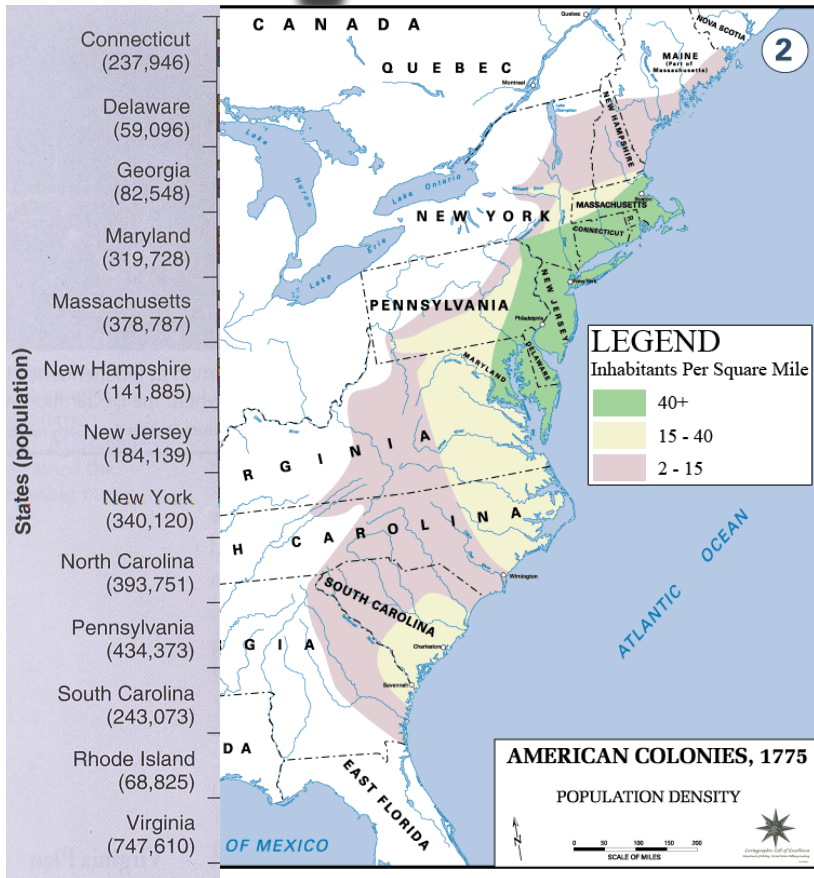 States (population)
Connecticut
(237,946)
Delaware
(59,096)
Georgia
(82,548)
Maryland
(319,728)
Massachusetts
(378,787)
New Hampshire
(141,885)
New Jersey
(184,139)
New York
(340,120)
North Carolina
(393,751)
Pennsylvania
(434,373)
South Carolina
(243,073)
Rhode Island
(68,825)
Virginia
(747,610)
2
CANADA
QUEBEC
Quebec
Montreal
NOVA SCOTIA
MAINE
(Part of
Massachusetts)
NEW HAMPSHIRE
Lake
Huron
Lake Ontario
Lake Erie
NEW YORK
MASSACHUSETTS
Boston
CONNECTICUT
R.I.
New York
PENNSYLVANIA
NEW JERSEY
Philadelphia
MARYLAND
DELAWARE
RGINIA
H CAROLINA
Wilmington
SOUTH CAROLINA
Charleston
Savannah
GIA
DA
EAST FLORIDA
OF MEXICO
ATLANTIC OCEAN
LEGEND
Inhabitants Per Square Mile
40+
15 - 40
2 - 15
AMERICAN COLONIES, 1775
POPULATION DENSITY
N
0 50 100 150 200
SCALE OF MILES